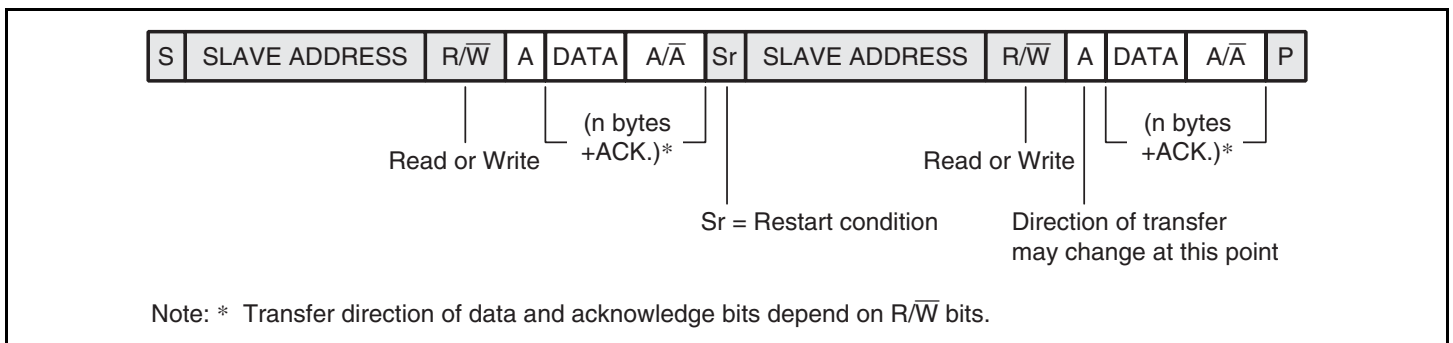 S SLAVE ADDRESS R/W̅ A DATA A/A̅ Sr SLAVE ADDRESS R/W̅ A DATA A/A̅ P
(n bytes
+ACK.)*
(n bytes
+ACK.)*
Read or Write
Read or Write
Sr = Restart condition
Direction of transfer
may change at this point
Note: * Transfer direction of data and acknowledge bits depend on R/W̅ bits.